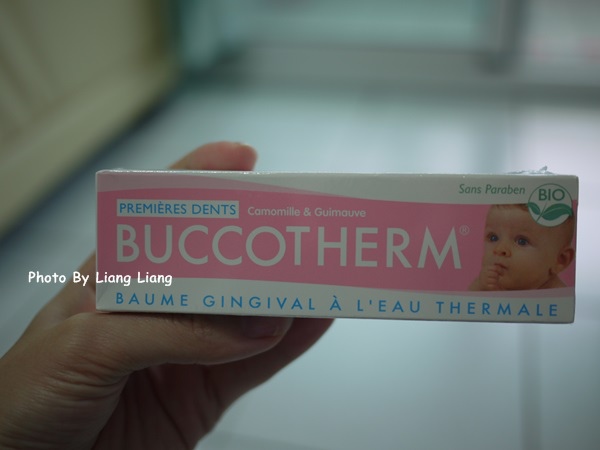 Sans Paraben
BIO
PREMIÈRES DENTS Camomille & Guimauve
BUCCOTHERM®
Photo By Liang Liang
BAUME GINGIVAL À L'EAU THERMALE